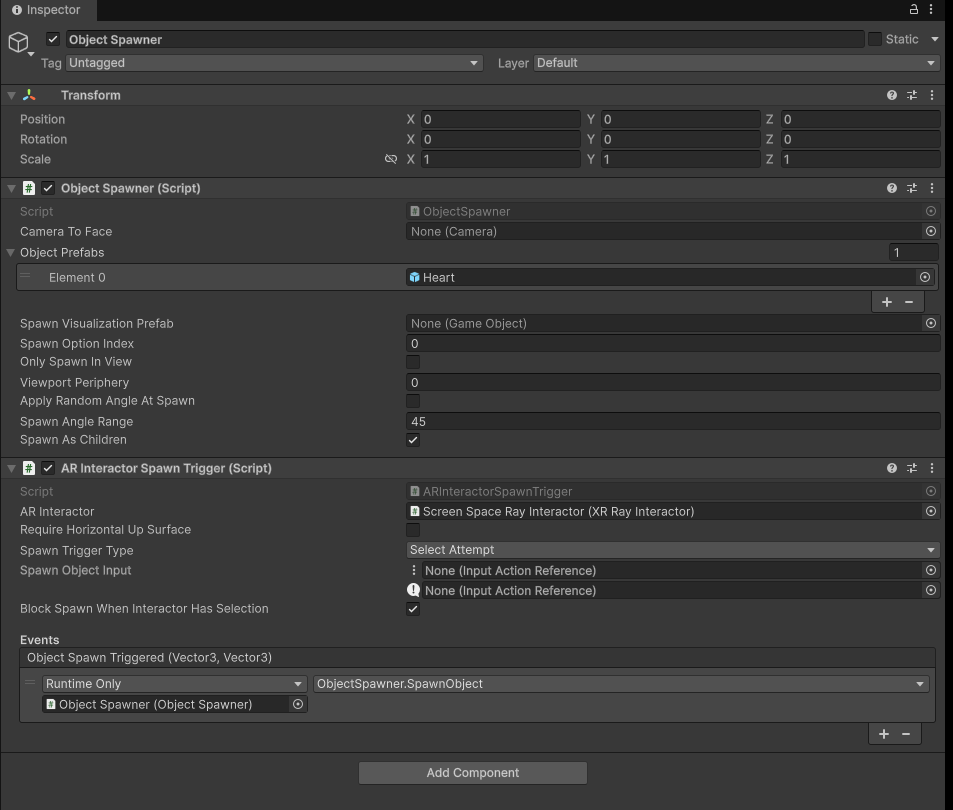 Inspector
Object Spawner Static
Tag Untagged Layer Default
Transform
Position X 0 Y 0 Z 0
Rotation X 0 Y 0 Z 0
Scale X 1 Y 1 Z 1
# Object Spawner (Script)
Script # ObjectSpawner
Camera To Face None (Camera)
Object Prefabs 1
Element 0 Heart
+ −
Spawn Visualization Prefab None (Game Object)
Spawn Option Index 0
Only Spawn In View
Viewport Periphery 0
Apply Random Angle At Spawn
Spawn Angle Range 45
Spawn As Children
# AR Interactor Spawn Trigger (Script)
Script # ARInteractorSpawnTrigger
AR Interactor # Screen Space Ray Interactor (XR Ray Interactor)
Require Horizontal Up Surface
Spawn Trigger Type Select Attempt
Spawn Object Input None (Input Action Reference)
None (Input Action Reference)
Block Spawn When Interactor Has Selection
Events
Object Spawn Triggered (Vector3, Vector3)
Runtime Only ObjectSpawner.SpawnObject
# Object Spawner (Object Spawner)
+ −
Add Component